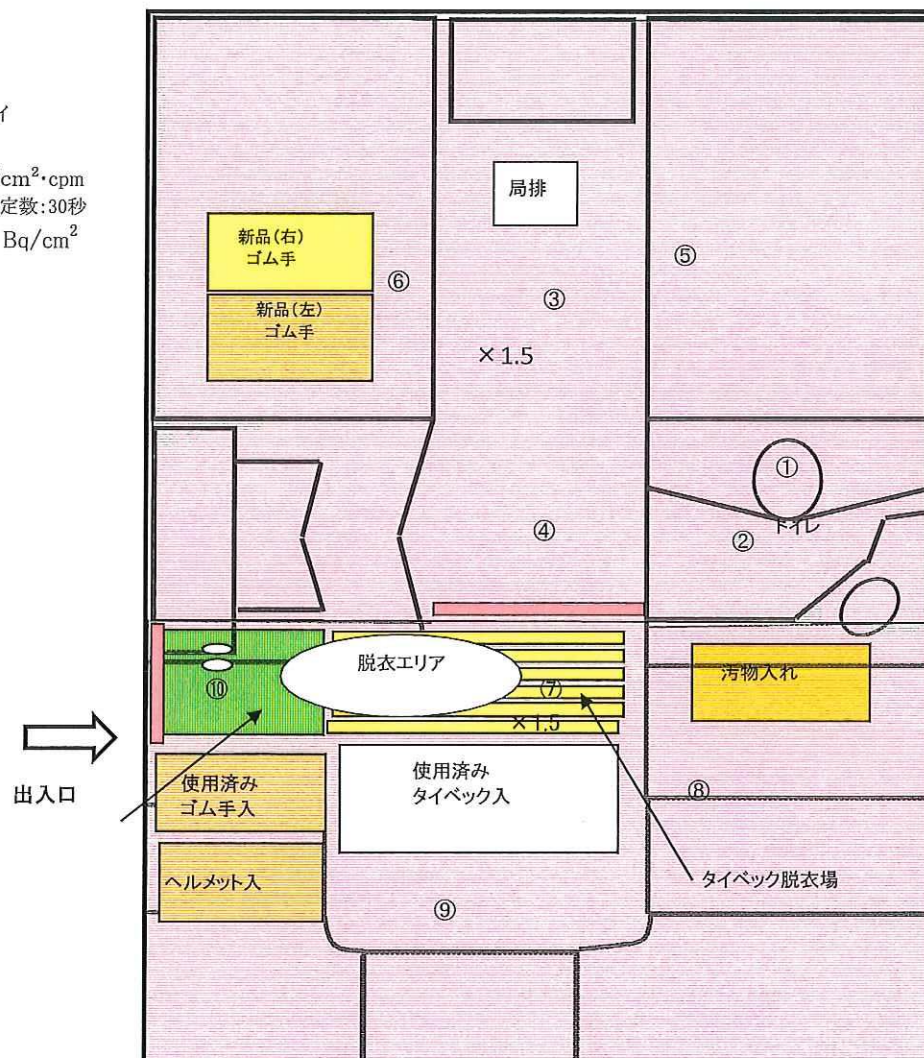 イ
cm²・cpm
定数:30秒
Bq/cm²
局排
新品(右)
ゴム手
⑥
⑤
新品(左)
ゴム手
③
×1.5
①
トイレ
④
②
脱衣エリア
汚物入れ
⑩
⑦
×1.5
出入口
使用済み
ゴム手入
使用済み
タイベック入
⑧
ヘルメット入
タイベック脱衣場
⑨